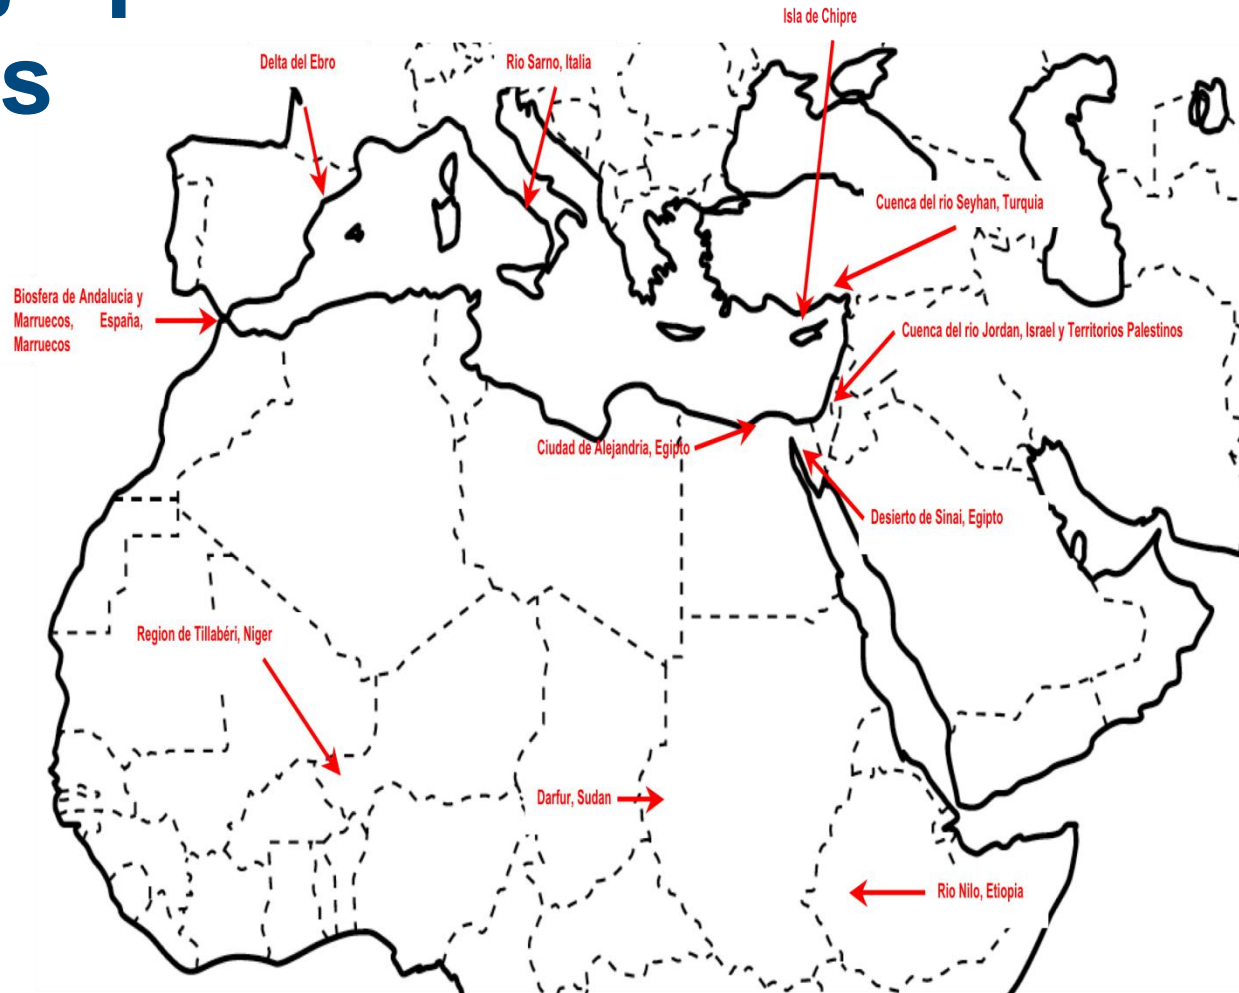 s
Isla de Chipre
Delta del Ebro
Rio Sarno, Italia
Cuenca del rio Seyhan, Turquia
Biosfera de Andalucia y
Marruecos, España,
Marruecos
Cuenca del rio Jordan, Israel y Territorios Palestinos
Ciudad de Alejandria, Egipto
Desierto de Sinai, Egipto
Region de Tillabéri, Niger
Darfur, Sudan
Rio Nilo, Etiopia